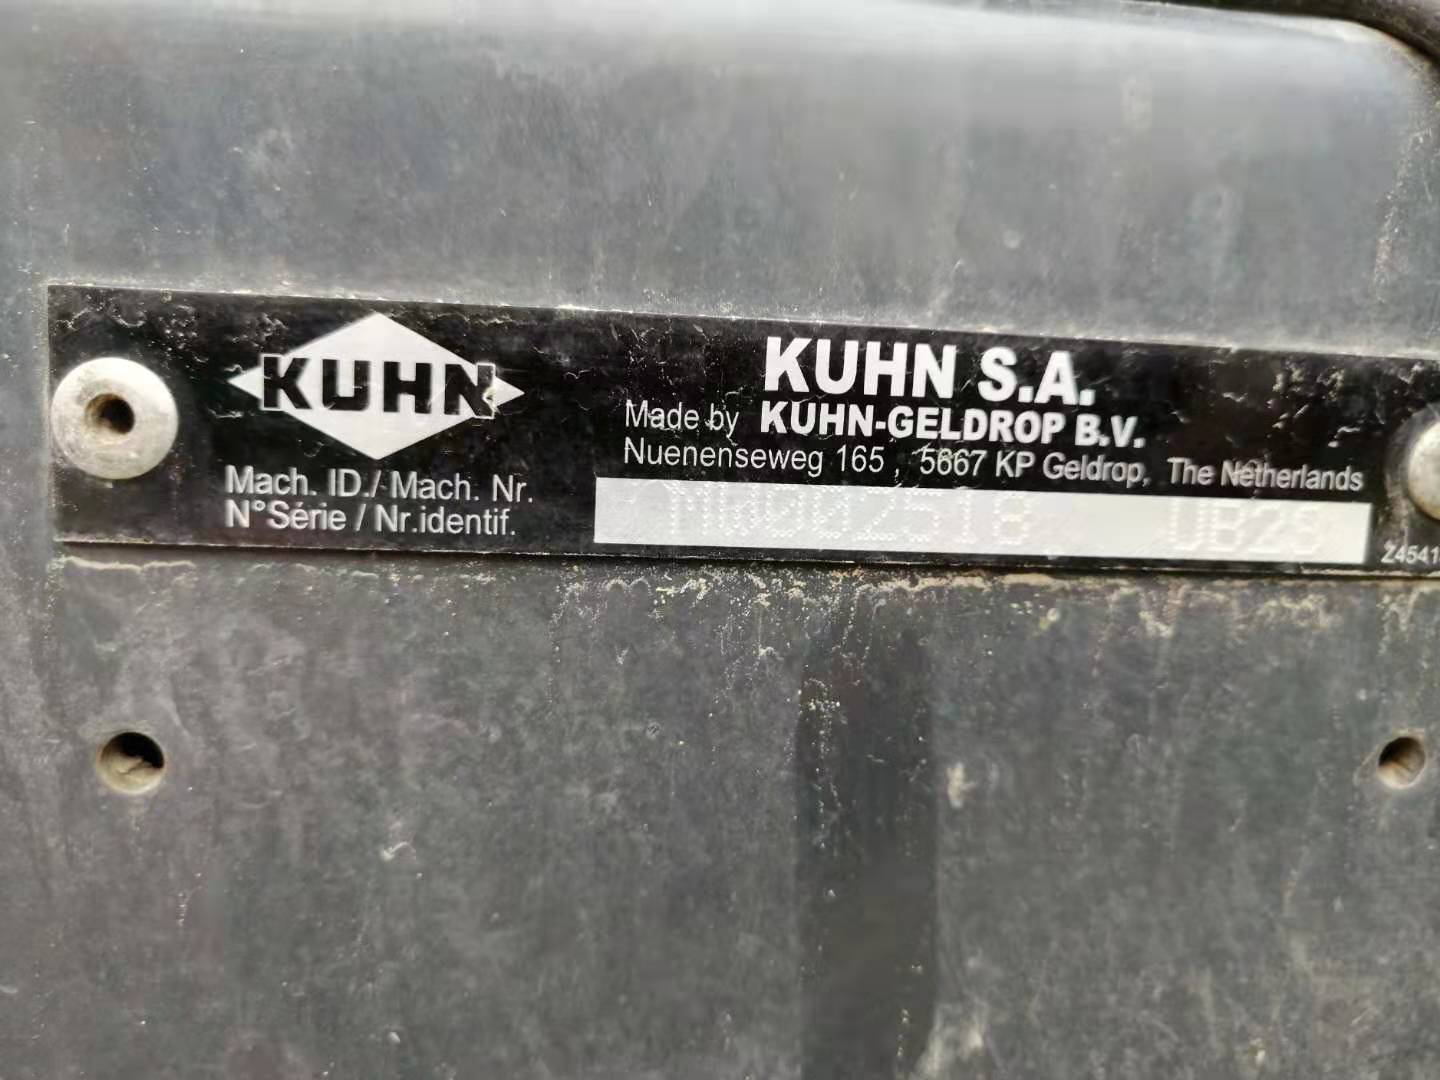 KUHN
KUHN S.A.
Made by KUHN-GELDROP B.V.
Nuenenseweg 165, 5667 KP Geldrop, The Netherlands
Mach. ID./ Mach. Nr.
N°Série / Nr.identif.
UB28
Z4541